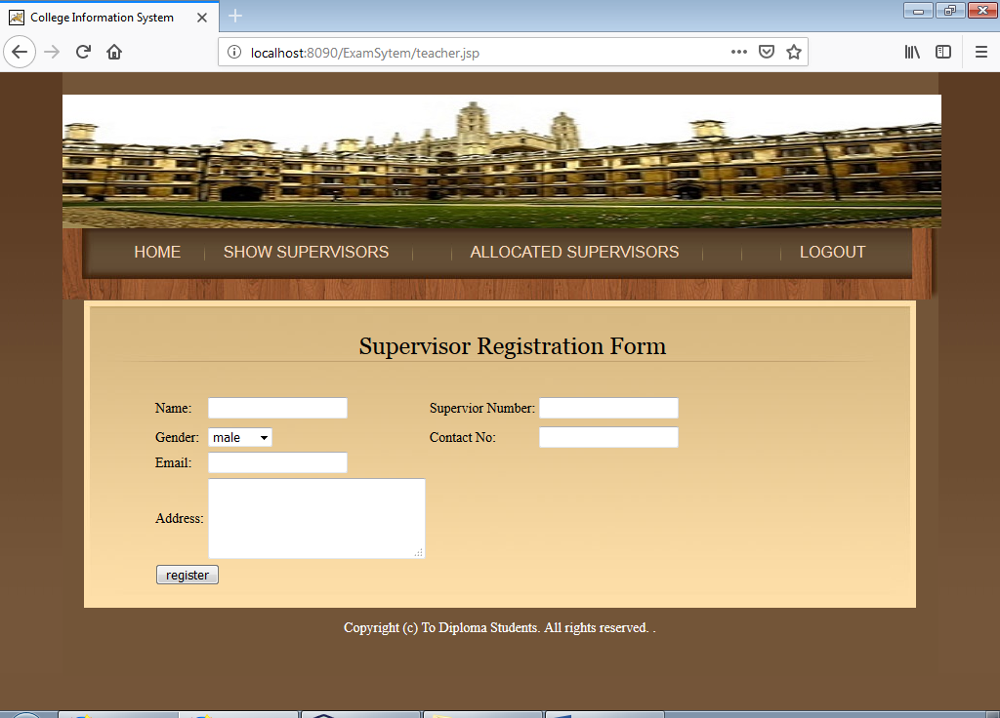 College Information System
localhost:8090/ExamSytem/teacher.jsp
HOME SHOW SUPERVISORS ALLOCATED SUPERVISORS LOGOUT
Supervisor Registration Form
Name: Supervior Number:
Gender: male Contact No:
Email:
Address:
register
Copyright (c) To Diploma Students. All rights reserved. .